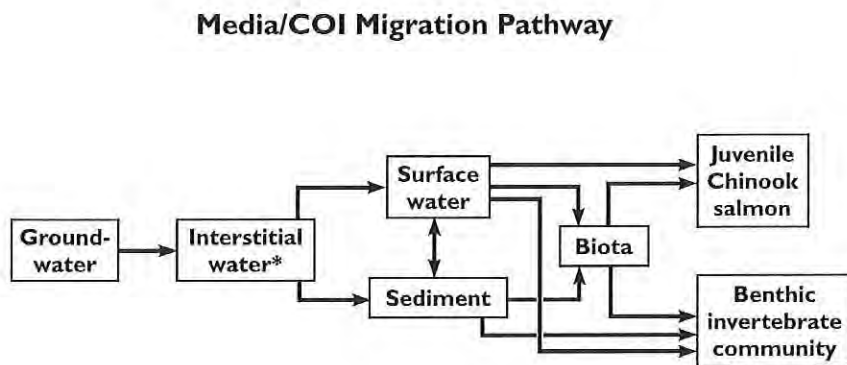 Media/COI Migration Pathway
Ground-
water
Interstitial
water*
Surface
water
Sediment
Biota
Juvenile
Chinook
salmon
Benthic
invertebrate
community